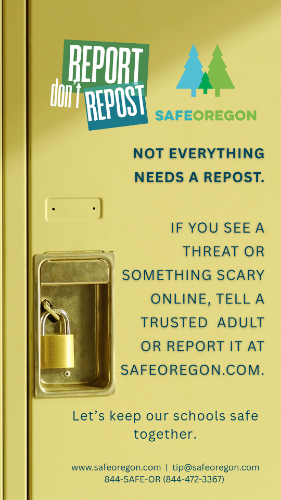 REPORT
don't REPOST
SAFEOREGON
NOT EVERYTHING
NEEDS A REPOST.
IF YOU SEE A
THREAT OR
SOMETHING SCARY
ONLINE, TELL A
TRUSTED ADULT
OR REPORT IT AT
SAFEOREGON.COM.
Let's keep our schools safe
together.
www.safeoregon.com | tip@safeoregon.com
844-SAFE-OR (844-472-3367)